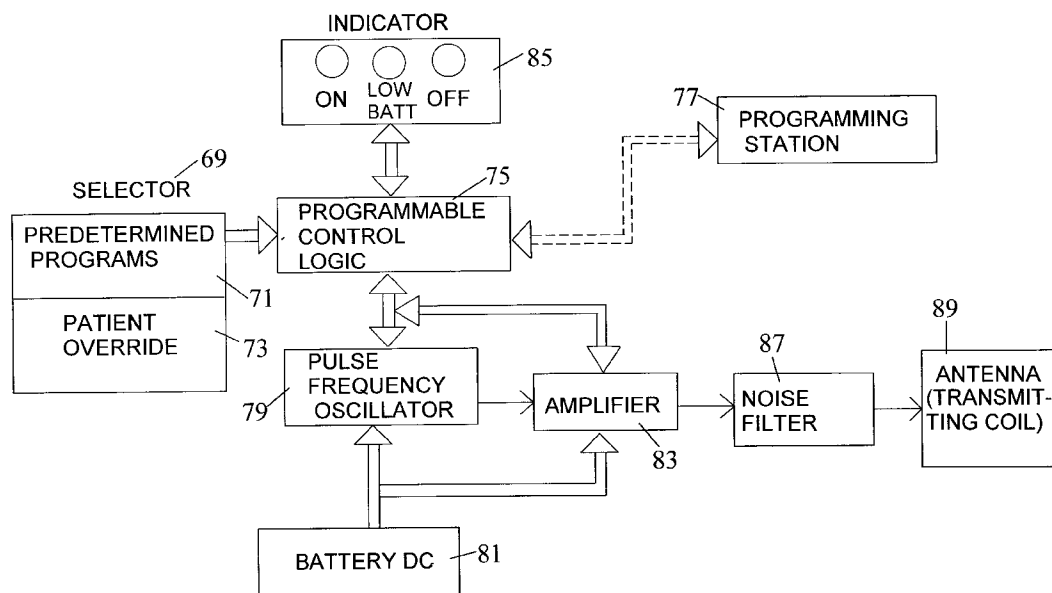 INDICATOR
85
ON
LOW
BATT
OFF
77
PROGRAMMING
STATION
69
SELECTOR
75
PROGRAMMABLE
CONTROL
LOGIC
PREDETERMINED
PROGRAMS
71
PATIENT
OVERRIDE
73
PULSE
FREQUENCY
OSCILLATOR
79
AMPLIFIER
83
87
NOISE
FILTER
89
ANTENNA
(TRANSMIT-
TING COIL)
BATTERY DC
81